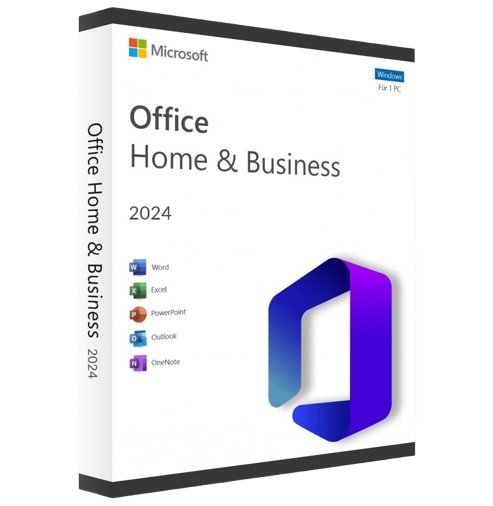 Microsoft
Windows
Für 1 PC
Office
Home & Business
2024
W Word
X Excel
P PowerPoint
O Outlook
N OneNote
Office Home & Business 2024